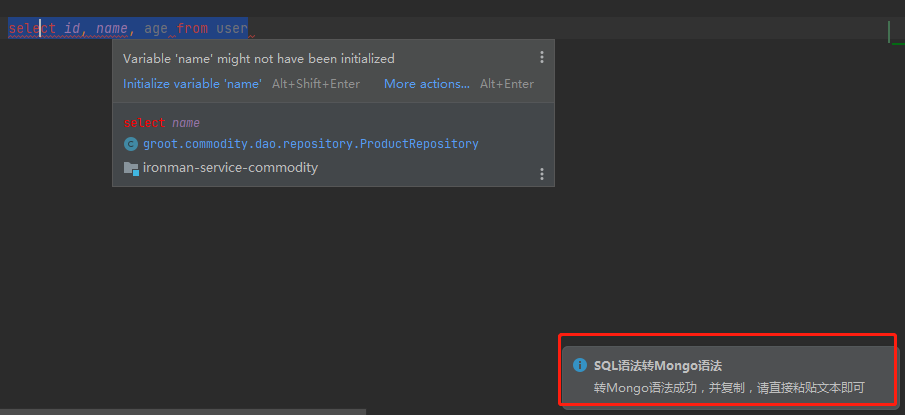 select id, name, age from user
Variable 'name' might not have been initialized
Initialize variable 'name' Alt+Shift+Enter More actions... Alt+Enter
select name
groot.commodity.dao.repository.ProductRepository
ironman-service-commodity
SQL语法转Mongo语法
转Mongo语法成功，并复制，请直接粘贴文本即可